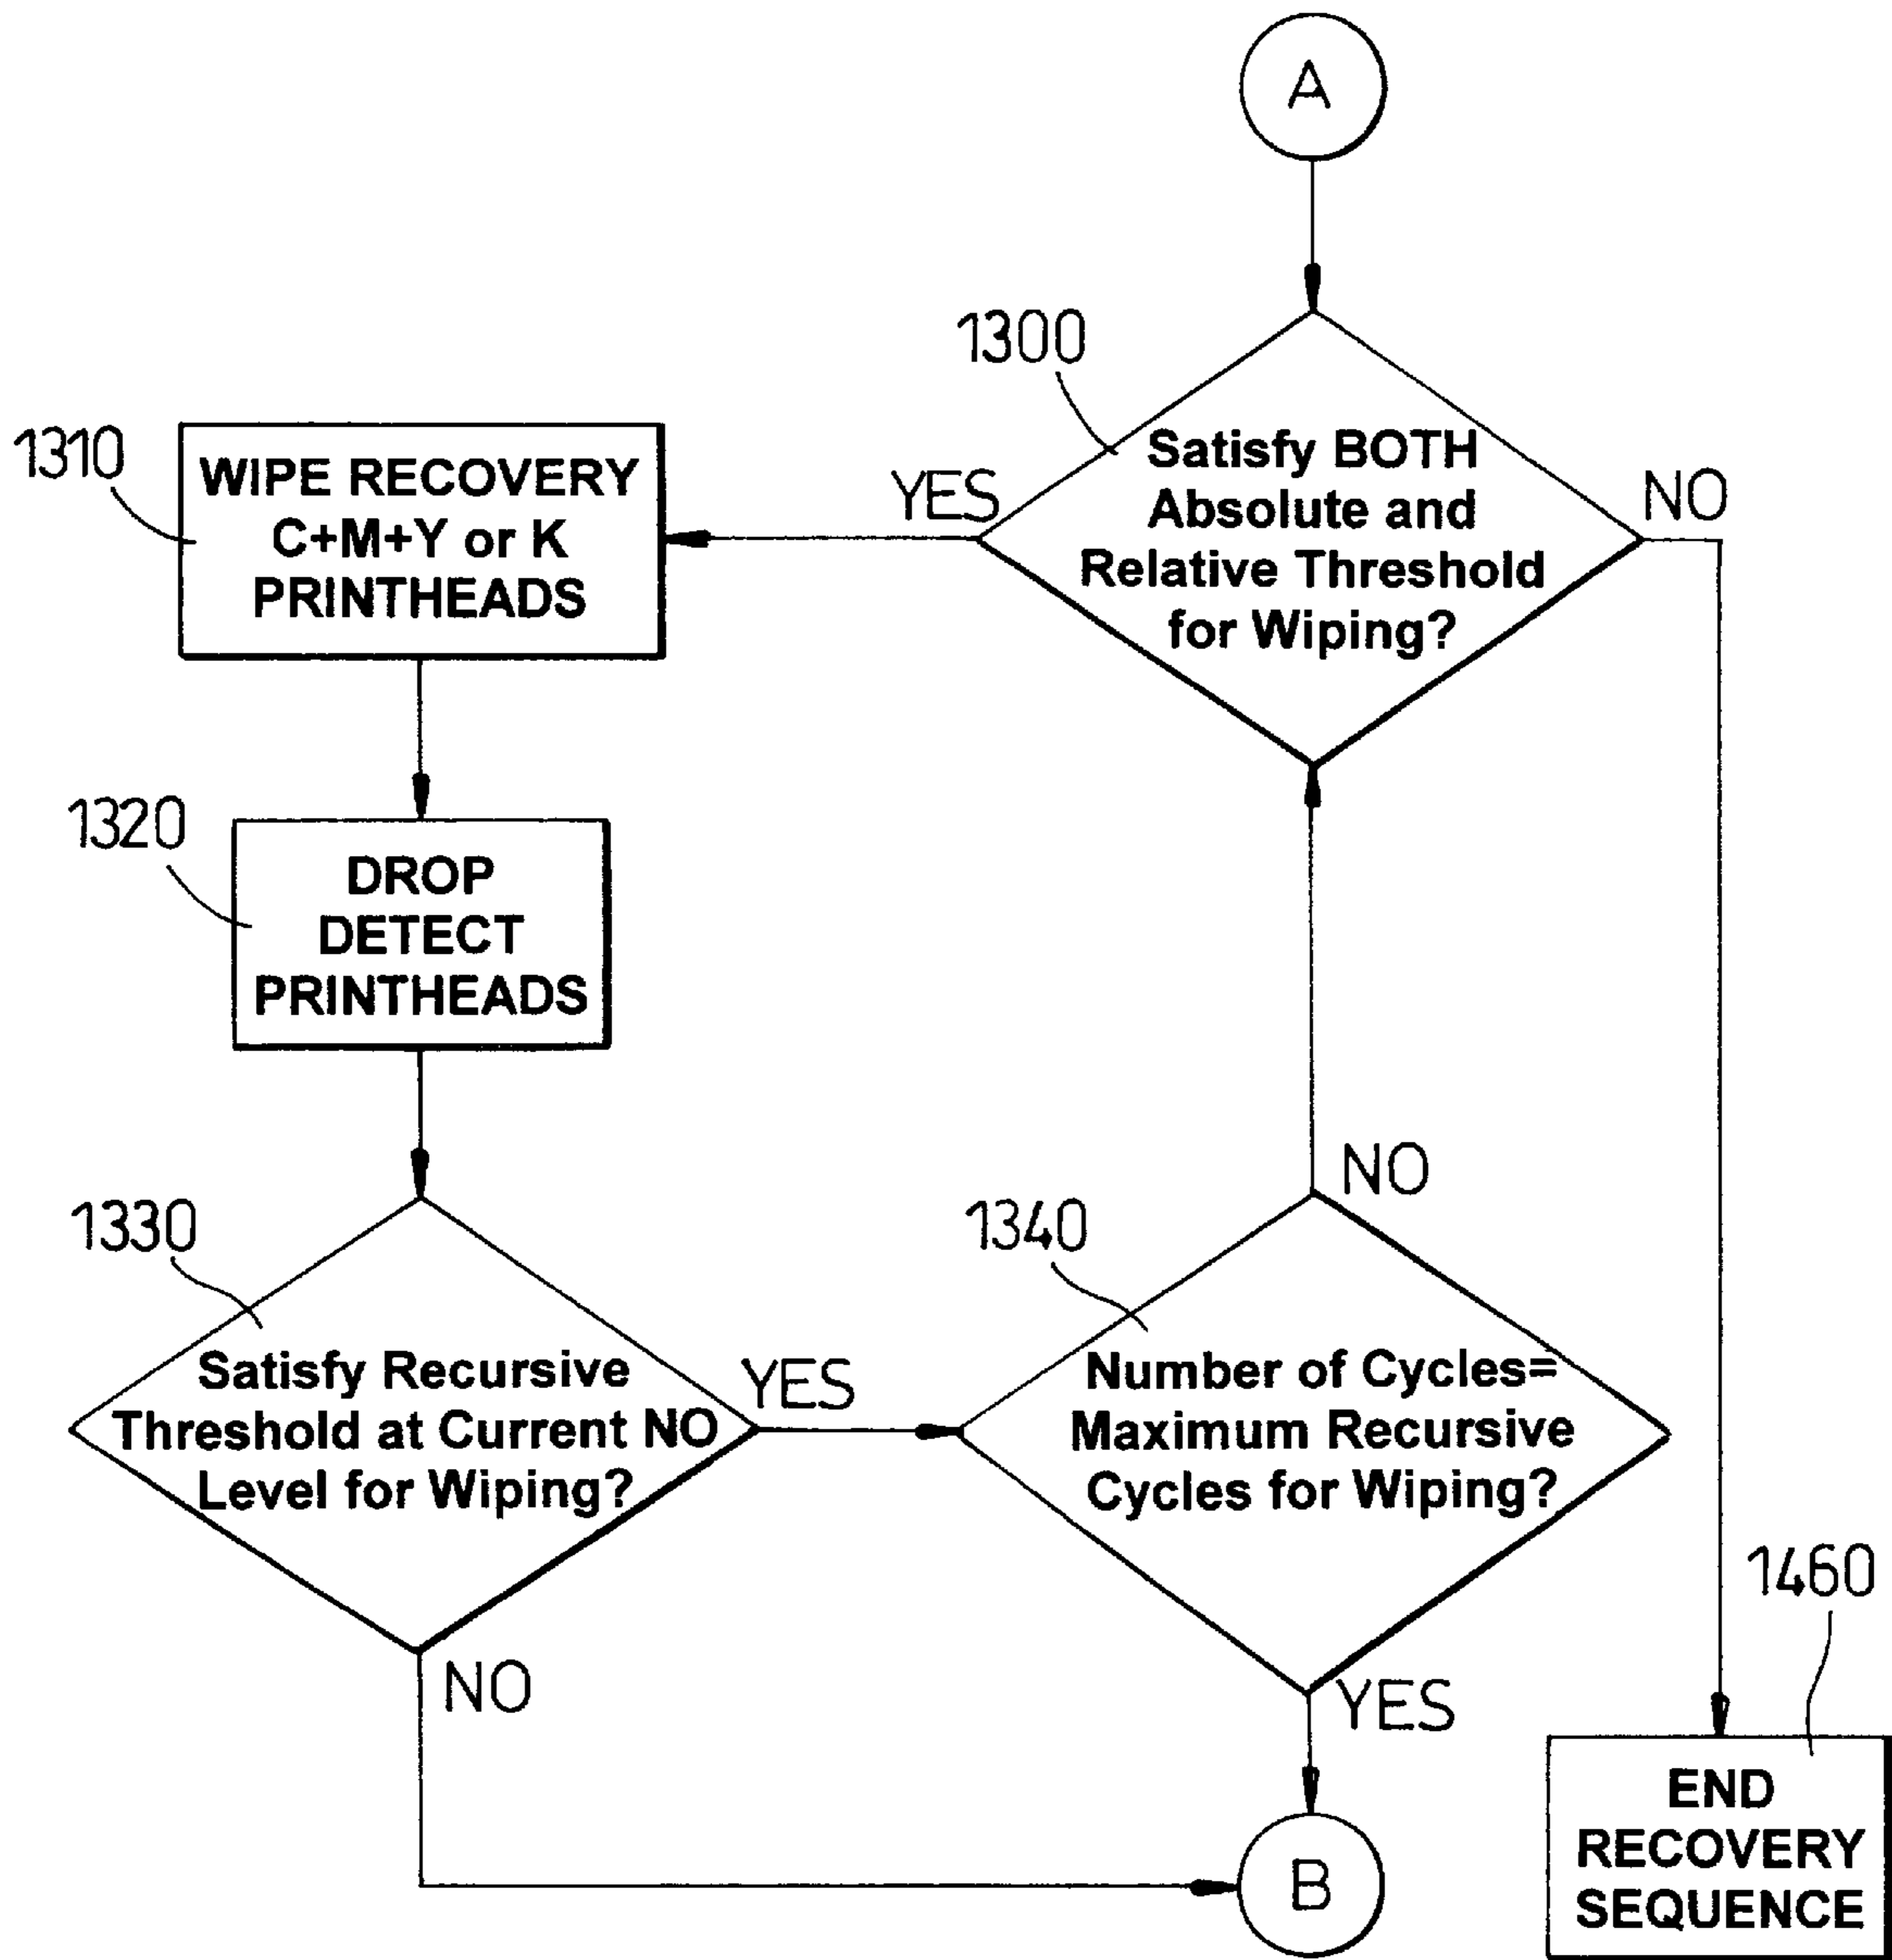 A
1300
Satisfy BOTH
Absolute and
Relative Threshold
for Wiping?
YES
NO
1310
WIPE RECOVERY
C+M+Y or K
PRINTHEADS
1320
DROP
DETECT
PRINTHEADS
1330
Satisfy Recursive
Threshold at Current NO
Level for Wiping?
YES
NO
1340
Number of Cycles=
Maximum Recursive
Cycles for Wiping?
NO
YES
B
1460
END
RECOVERY
SEQUENCE